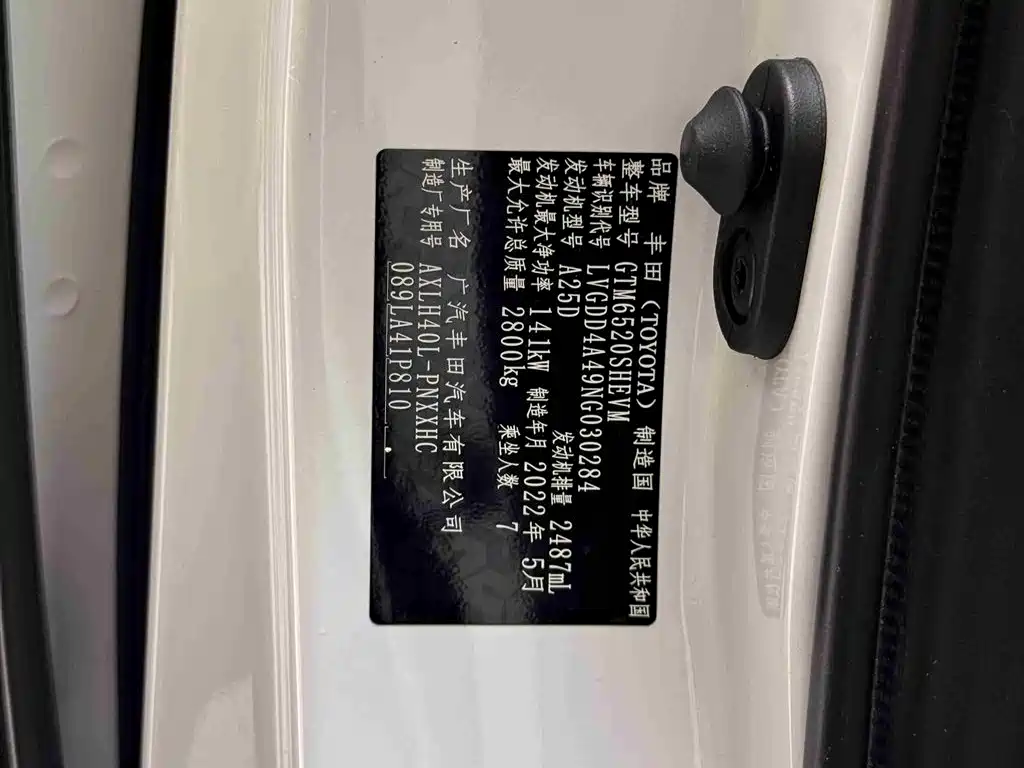 品牌 丰田（TOYOTA） 制造国 中华人民共和国
整车型号 GTM6520SHEVM
车辆识别代号 LVGDD4A49NG030284
发动机型号 A25D 发动机排量 2487mL
发动机最大净功率 141kW 制造年月 2022年 5月
最大允许总质量 2800kg 乘坐人数 7
生产厂名 广汽丰田汽车有限公司
制造厂专用号 AXLH40L-PNXXHC
089LA41P810